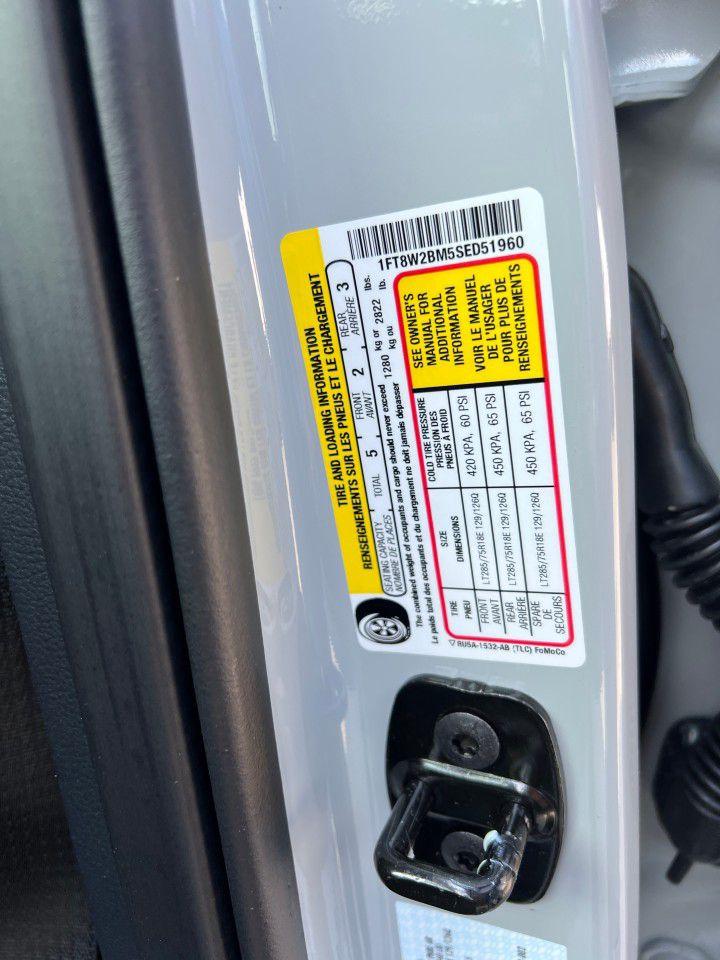 TIRE AND LOADING INFORMATION
RENSEIGNEMENTS SUR LES PNEUS ET LE CHARGEMENT
SEATING CAPACITY TOTAL 5 FRONT 2 REAR 3
NOMBRE DE PLACES AVANT ARRIÈRE
The combined weight of occupants and cargo should never exceed 1280 kg or 2822 lbs.
Le poids total des occupants et du chargement ne doit jamais dépasser kg ou lb.
TIRE SIZE COLD TIRE PRESSURE
PNEU DIMENSIONS PRESSION DES PNEUS À FROID
FRONT AVANT LT285/75R18E 129/126Q 420 KPA, 60 PSI
REAR ARRIÈRE LT285/75R18E 129/126Q 450 KPA, 65 PSI
SPARE DE SECOURS LT285/75R18E 129/126Q 450 KPA, 65 PSI
SEE OWNER'S
MANUAL FOR
ADDITIONAL
INFORMATION
VOIR LE MANUEL
DE L'USAGER
POUR PLUS DE
RENSEIGNEMENTS
1FT8W2BM5SED51960
RU5A-1532-AB (TLC) FoMoCo